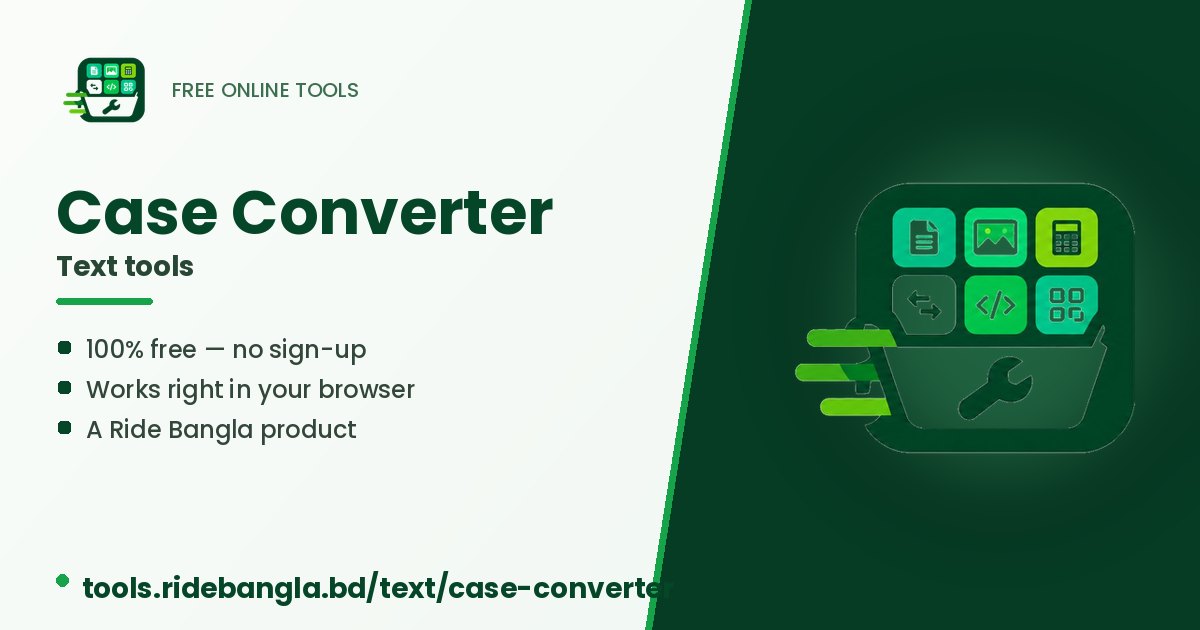 FREE ONLINE TOOLS
Case Converter
Text tools
100% free — no sign-up
Works right in your browser
A Ride Bangla product
tools.ridebangla.bd/text/case-converter